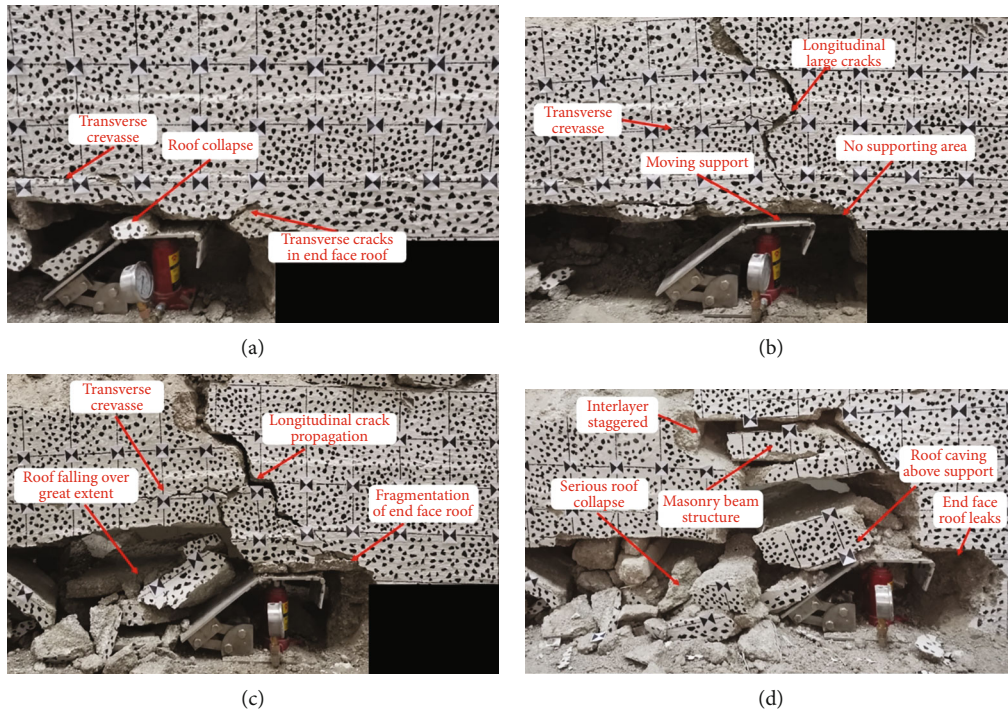 Transverse
crevasse
Roof collapse
Transverse cracks
in end face roof
(a)
Longitudinal
large cracks
Transverse
crevasse
Moving support
No supporting area
(b)
Transverse
crevasse
Longitudinal crack
propagation
Roof falling over
great extent
Fragmentation
of end face roof
(c)
Interlayer
staggered
Roof caving
above support
Serious roof
collapse
Masonry beam
structure
End face
roof leaks
(d)